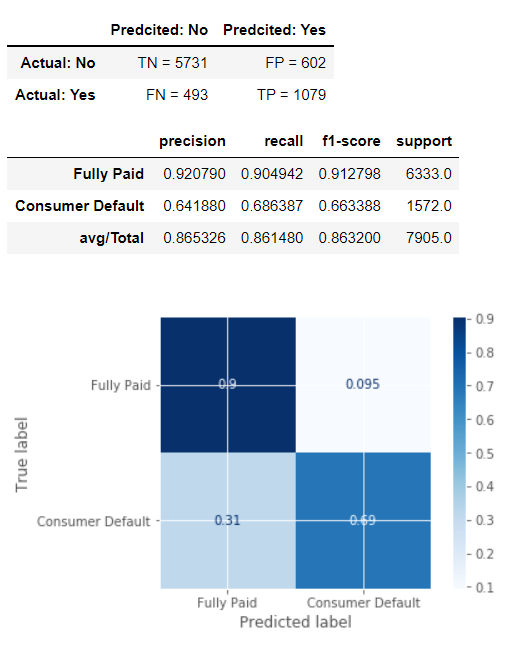 Predcited: No Predcited: Yes
Actual: No TN = 5731 FP = 602
Actual: Yes FN = 493 TP = 1079
precision recall f1-score support
Fully Paid 0.920790 0.904942 0.912798 6333.0
Consumer Default 0.641880 0.686387 0.663388 1572.0
avg/Total 0.865326 0.861480 0.863200 7905.0
0.9
0.8
0.7
0.6
0.5
0.4
0.3
0.2
0.1
True label
Fully Paid 0.9 0.095
Consumer Default 0.31 0.69
Fully Paid Consumer Default
Predicted label